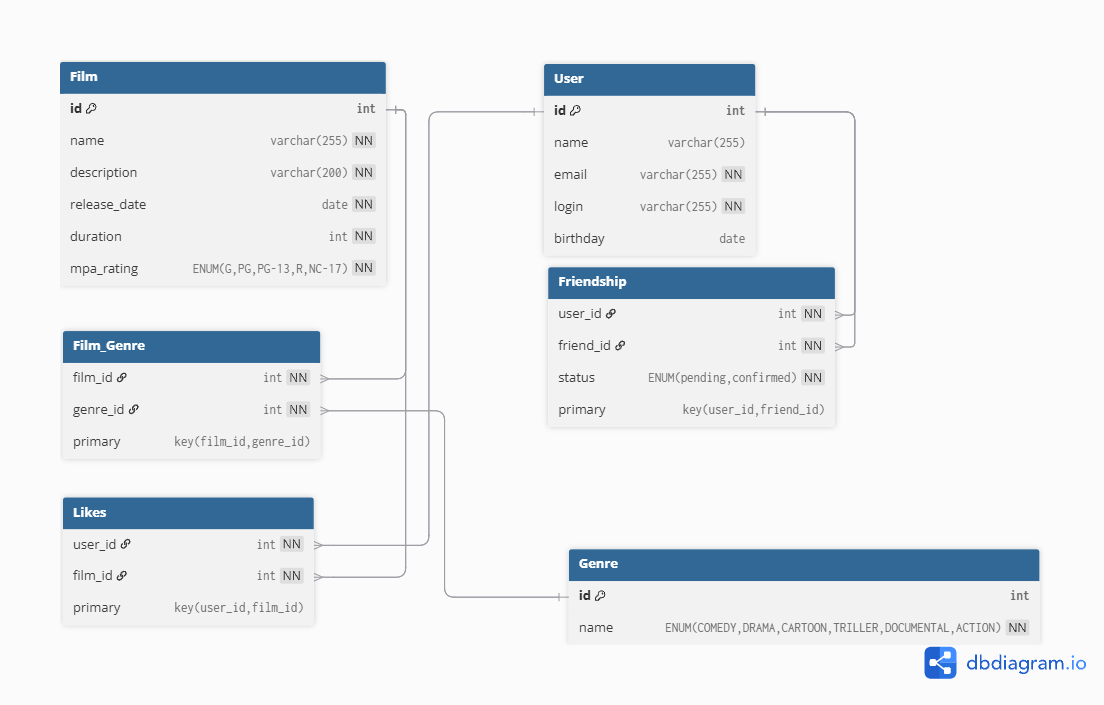 Film
id int
name varchar(255) NN
description varchar(200) NN
release_date date NN
duration int NN
mpa_rating ENUM(G,PG,PG-13,R,NC-17) NN
User
id int
name varchar(255)
email varchar(255) NN
login varchar(255) NN
birthday date
Friendship
user_id int NN
friend_id int NN
status ENUM(pending,confirmed) NN
primary key(user_id,friend_id)
Film_Genre
film_id int NN
genre_id int NN
primary key(film_id,genre_id)
Likes
user_id int NN
film_id int NN
primary key(user_id,film_id)
Genre
id int
name ENUM(COMEDY,DRAMA,CARTOON,TRILLER,DOCUMENTAL,ACTION) NN
dbdiagram.io